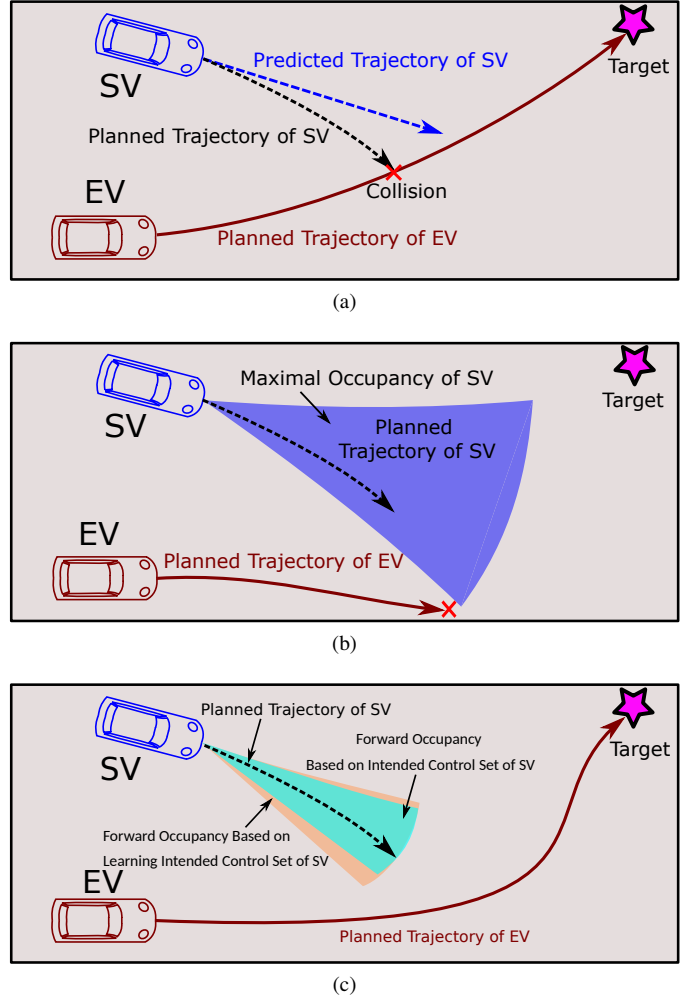 Predicted Trajectory of SV
Target
SV
Planned Trajectory of SV
EV
Collision
Planned Trajectory of EV
(a)
Maximal Occupancy of SV
Target
SV
Planned
Trajectory of SV
EV
Planned Trajectory of EV
(b)
Planned Trajectory of SV
Target
SV
Forward Occupancy
Based on Intended Control Set of SV
Forward Occupancy Based on
Learning Intended Control Set of SV
EV
Planned Trajectory of EV
(c)